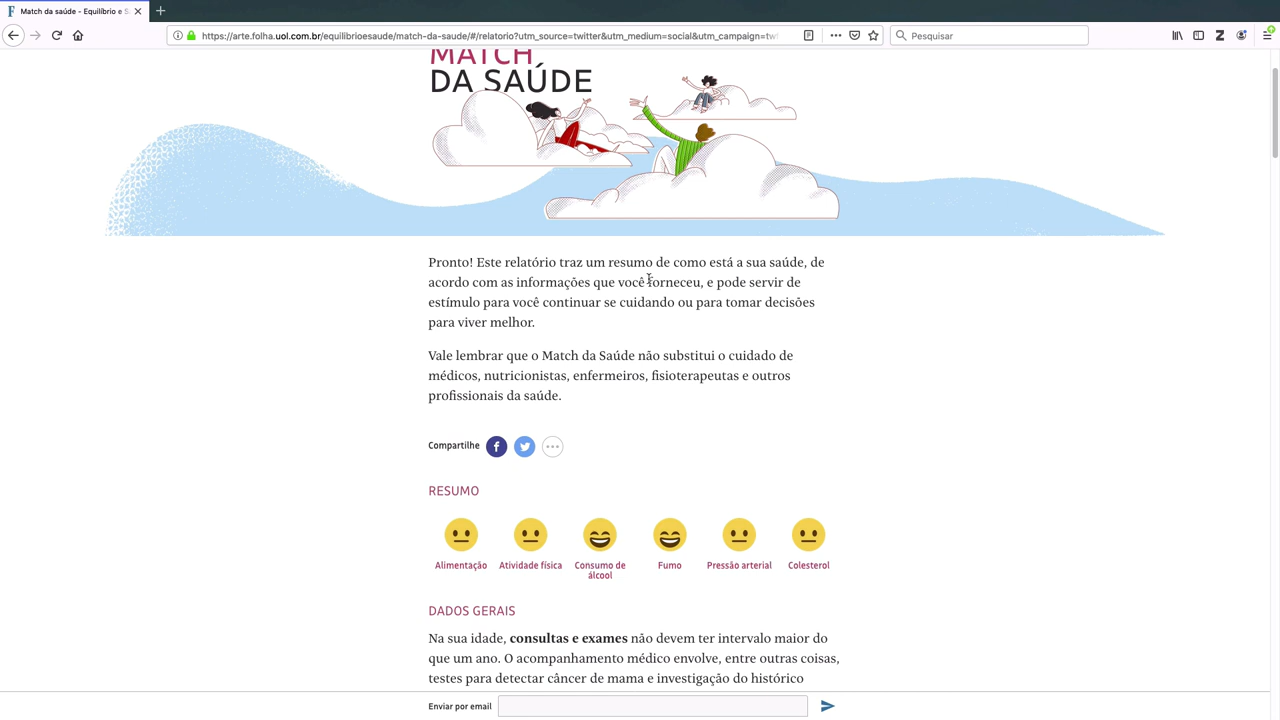 Match da saúde - Equilíbrio e S
https://arte.folha.uol.com.br/equilibrioesaude/match-da-saude/#/relatorio?utm_source=twitter&utm_medium=social&utm_campaign=tw
Pesquisar
MATCH
DA SAÚDE
Pronto! Este relatório traz um resumo de como está a sua saúde, de
acordo com as informações que você forneceu, e pode servir de
estímulo para você continuar se cuidando ou para tomar decisões
para viver melhor.
Vale lembrar que o Match da Saúde não substitui o cuidado de
médicos, nutricionistas, enfermeiros, fisioterapeutas e outros
profissionais da saúde.
Compartilhe
RESUMO
Alimentação Atividade física Consumo de álcool Fumo Pressão arterial Colesterol
DADOS GERAIS
Na sua idade, consultas e exames não devem ter intervalo maior do
que um ano. O acompanhamento médico envolve, entre outras coisas,
testes para detectar câncer de mama e investigação do histórico
Enviar por email